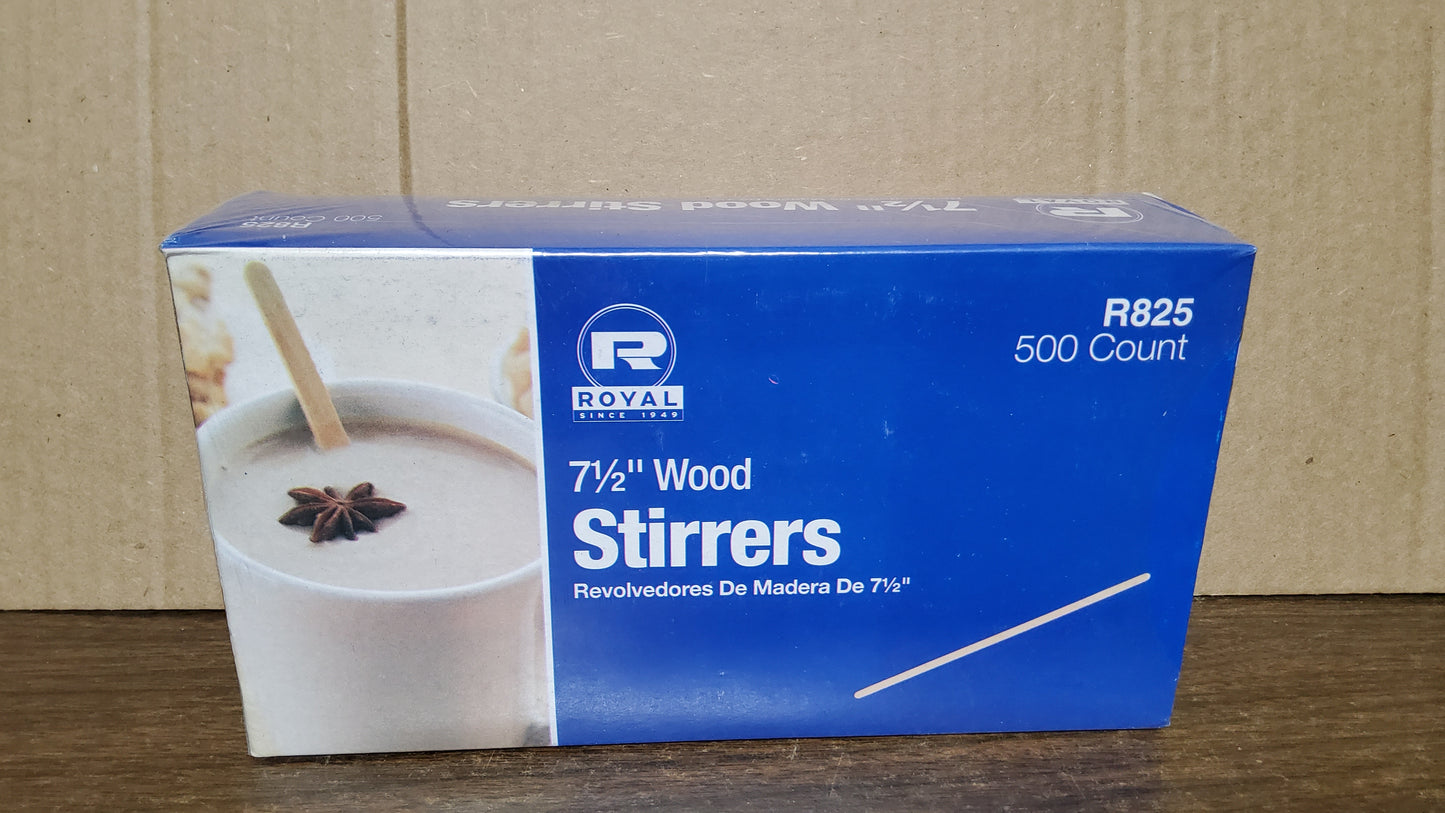 R825
500 Count
7½" Wood Stirrers
R
ROYAL
R
ROYAL
SINCE 1949
R825
500 Count
7½" Wood
Stirrers
Revolvedores De Madera De 7½"